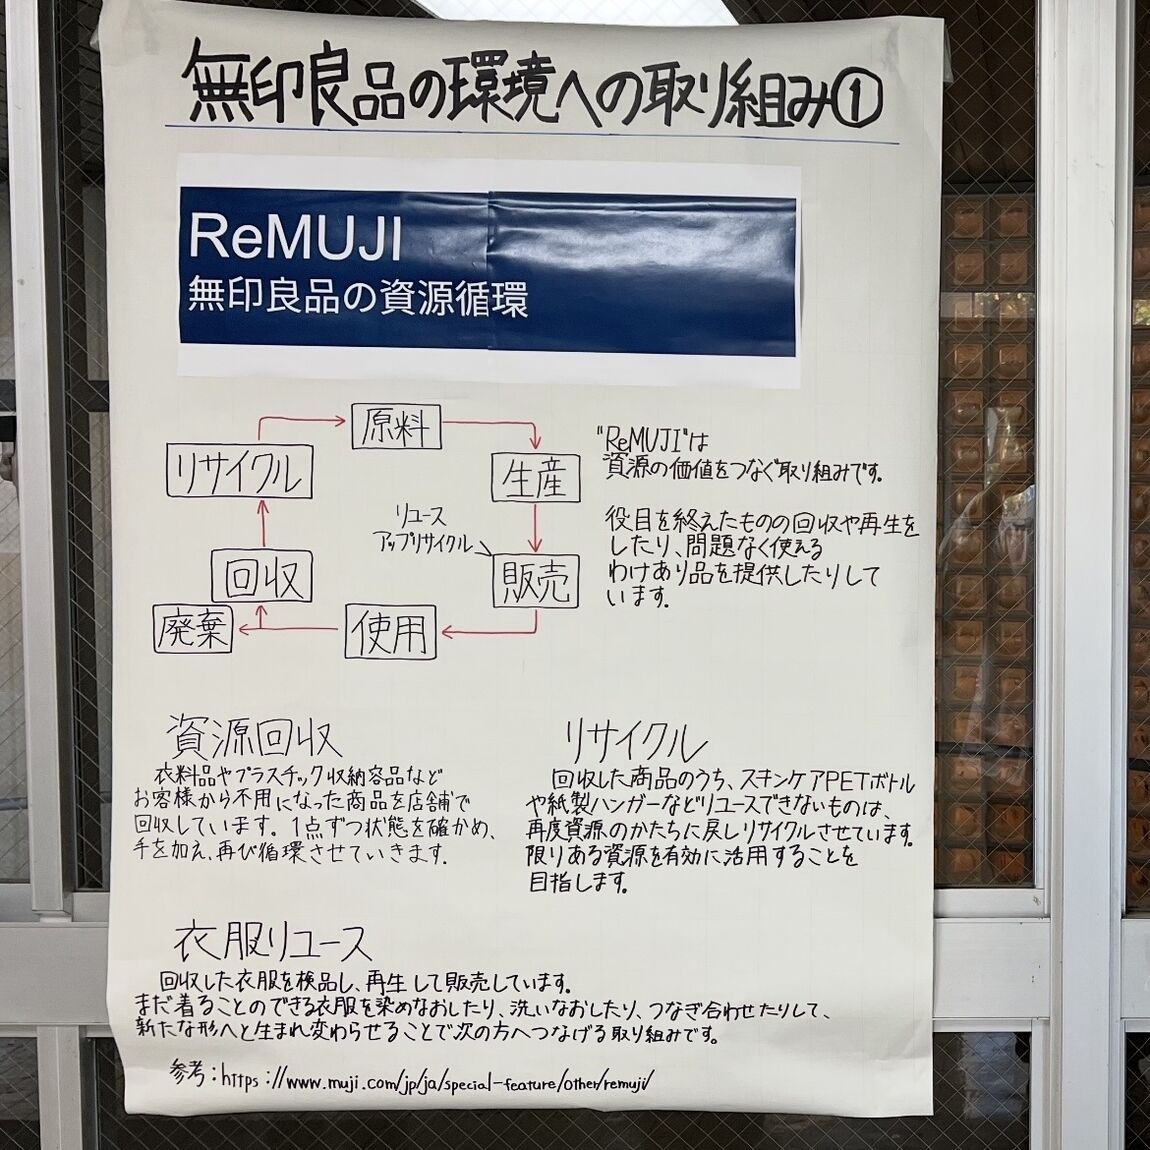 無印良品の環境への取り組み①
ReMUJI
無印良品の資源循環
原料
リサイクル
生産
リユース
アップリサイクル
回収
販売
廃棄
使用
"ReMUJI"は
資源の価値をつなぐ取り組みです。
役目を終えたものの回収や再生を
したり、問題なく使える
わけあり品を提供したりして
います。
資源回収
衣料品やプラスチック収納容品など
お客様から不用になった商品を店舗で
回収しています。1点ずつ状態を確かめ、
手を加え、再び循環させていきます。
リサイクル
回収した商品のうち、スキンケアPETボトル
や紙製ハンガーなどリユースできないものは、
再度資源のかたちに戻しリサイクルさせています。
限りある資源を有効に活用することを
目指します。
衣服リユース
回収した衣服を検品し、再生して販売しています。
まだ着ることのできる衣服を染めなおしたり、洗いなおしたり、つなぎ合わせたりして、
新たな形へと生まれ変わらせることで次の方へつなげる取り組みです。
参考:https://www.muji.com/jp/ja/special-feature/other/remuji/